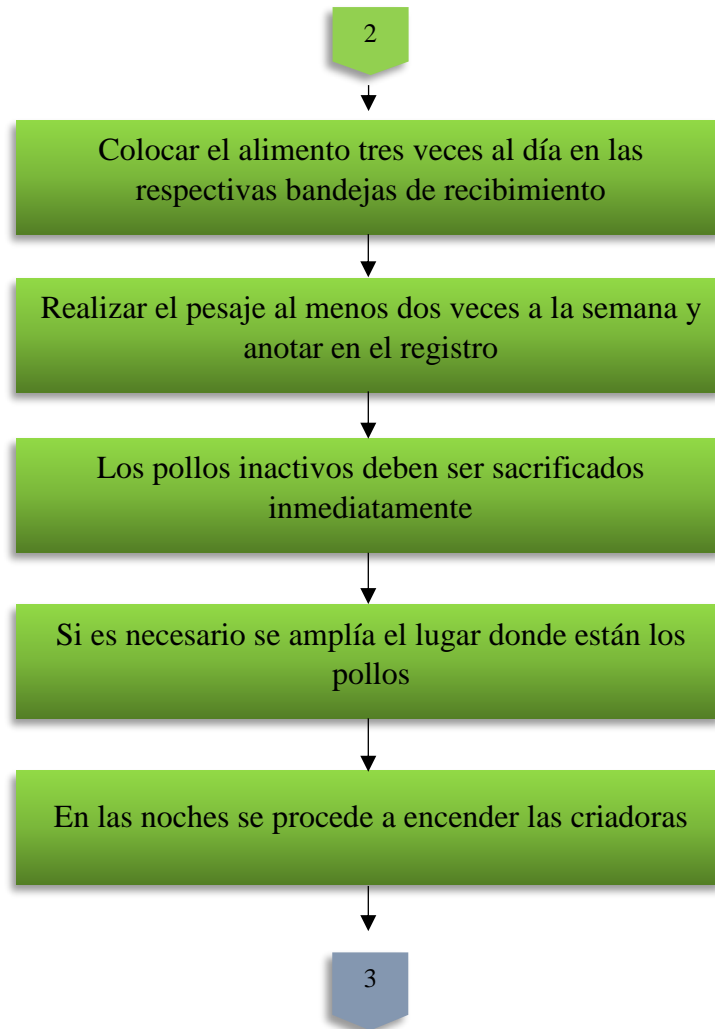 2
Colocar el alimento tres veces al día en las
respectivas bandejas de recibimiento
Realizar el pesaje al menos dos veces a la semana y
anotar en el registro
Los pollos inactivos deben ser sacrificados
inmediatamente
Si es necesario se amplía el lugar donde están los
pollos
En las noches se procede a encender las criadoras
3